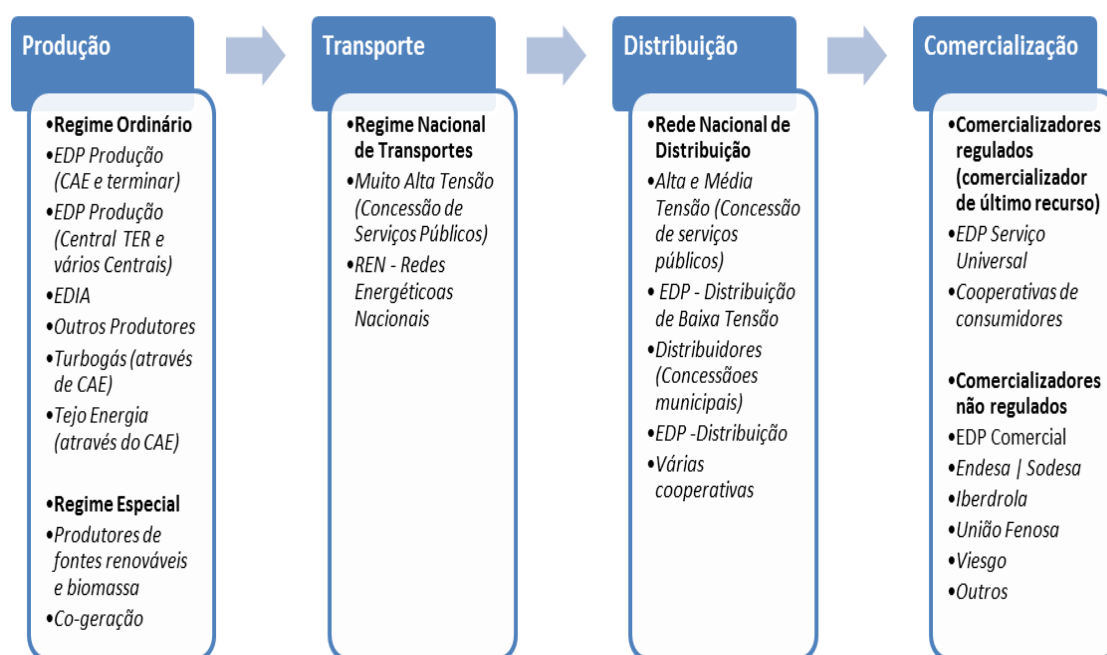 Produção
•Regime Ordinário
•EDP Produção
(CAE e terminar)
•EDP Produção
(Central TER e
vários Centrais)
•EDIA
•Outros Produtores
•Turbogás (através
de CAE)
•Tejo Energia
(através do CAE)
•Regime Especial
•Produtores de
fontes renováveis
e biomassa
•Co-geração
Transporte
•Regime Nacional
de Transportes
•Muito Alta Tensão
(Concessão de
Serviços Públicos)
•REN - Redes
Energéticoas
Nacionais
Distribuição
•Rede Nacional de
Distribuição
•Alta e Média
Tensão (Concessão
de serviços
públicos)
• EDP - Distribuição
de Baixa Tensão
•Distribuidores
(Concessãoes
municipais)
•EDP -Distribuição
•Várias
cooperativas
Comercialização
•Comercializadores
regulados
(comercializador
de último recurso)
•EDP Serviço
Universal
•Cooperativas de
consumidores
•Comercializadores
não regulados
•EDP Comercial
•Endesa | Sodesa
•Iberdrola
•União Fenosa
•Viesgo
•Outros